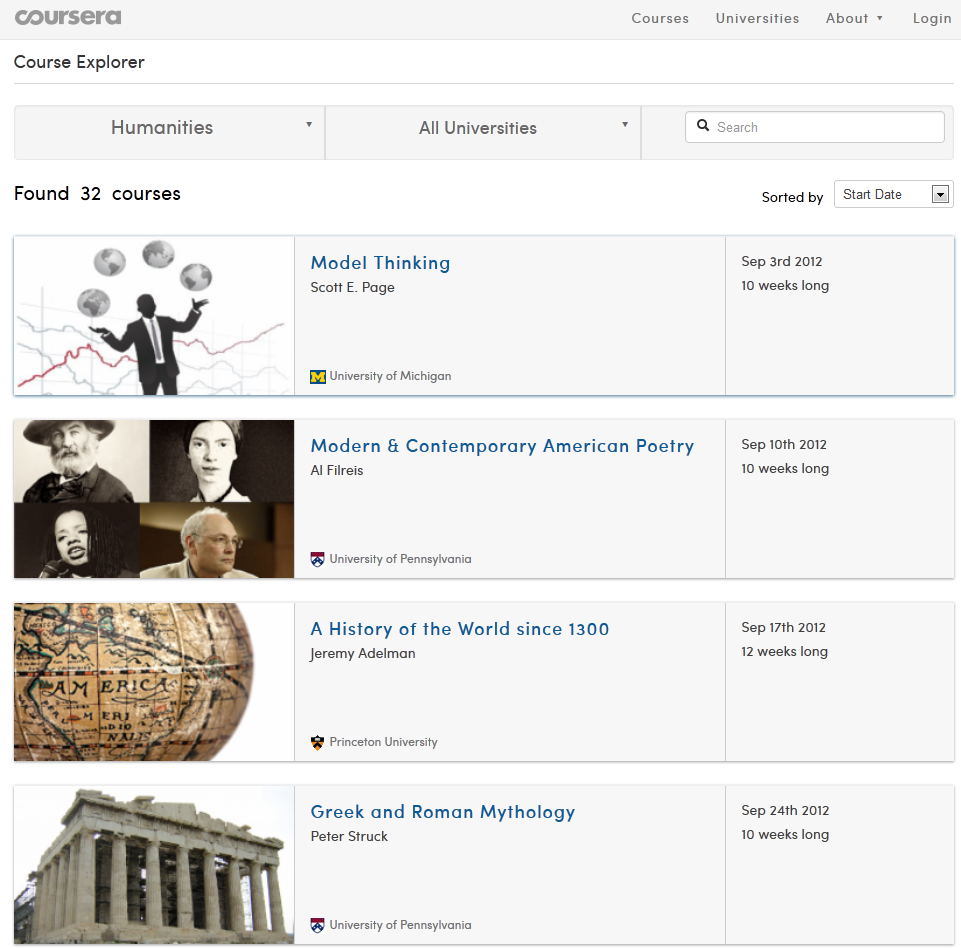 coursera
Courses Universities About Login
Course Explorer
Humanities All Universities Search
Found 32 courses
Sorted by Start Date
Model Thinking
Scott E. Page
University of Michigan
Sep 3rd 2012
10 weeks long
Modern & Contemporary American Poetry
Al Filreis
University of Pennsylvania
Sep 10th 2012
10 weeks long
AMERICA
A History of the World since 1300
Jeremy Adelman
Princeton University
Sep 17th 2012
12 weeks long
Greek and Roman Mythology
Peter Struck
University of Pennsylvania
Sep 24th 2012
10 weeks long